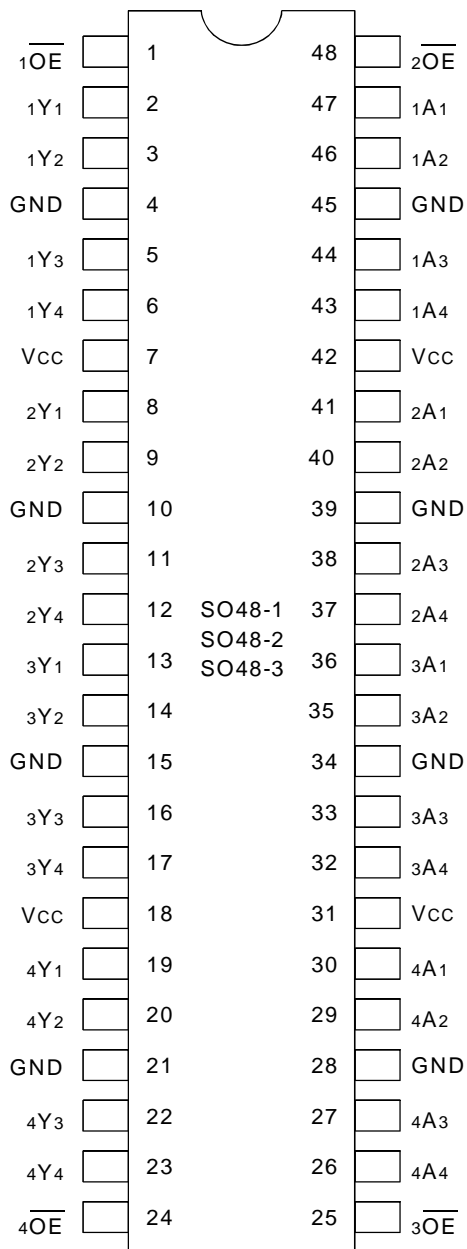 1OE 1 48 2OE
1Y1 2 47 1A1
1Y2 3 46 1A2
GND 4 45 GND
1Y3 5 44 1A3
1Y4 6 43 1A4
VCC 7 42 VCC
2Y1 8 41 2A1
2Y2 9 40 2A2
GND 10 39 GND
2Y3 11 38 2A3
2Y4 12 SO48-1 37 2A4
SO48-2
3Y1 13 SO48-3 36 3A1
3Y2 14 35 3A2
GND 15 34 GND
3Y3 16 33 3A3
3Y4 17 32 3A4
VCC 18 31 VCC
4Y1 19 30 4A1
4Y2 20 29 4A2
GND 21 28 GND
4Y3 22 27 4A3
4Y4 23 26 4A4
4OE 24 25 3OE